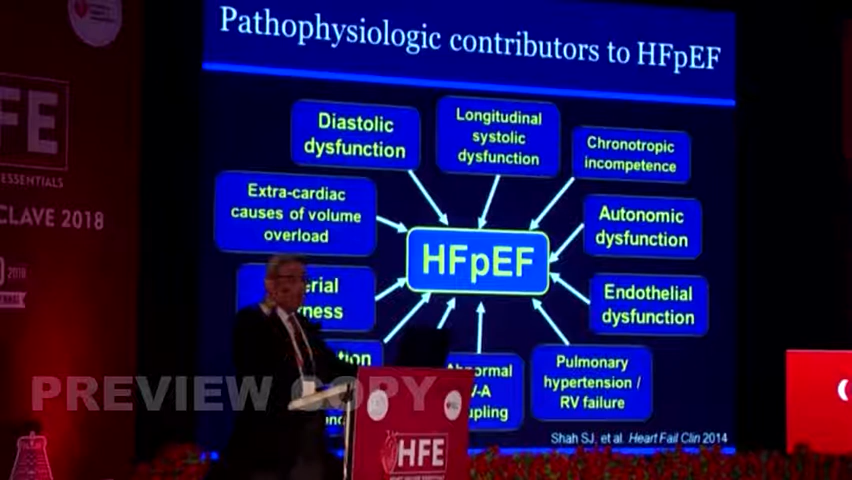 Pathophysiologic contributors to HFpEF
Diastolic
dysfunction
Longitudinal
systolic
dysfunction
Chronotropic
incompetence
Extra-cardiac
causes of volume
overload
Autonomic
dysfunction
HFpEF
Endothelial
dysfunction
Pulmonary
hypertension /
RV failure
Abnormal
Shah SJ, et al. Heart Fail Clin 2014
CLAVE 2018
2018
PREVIEW COPY
HFE